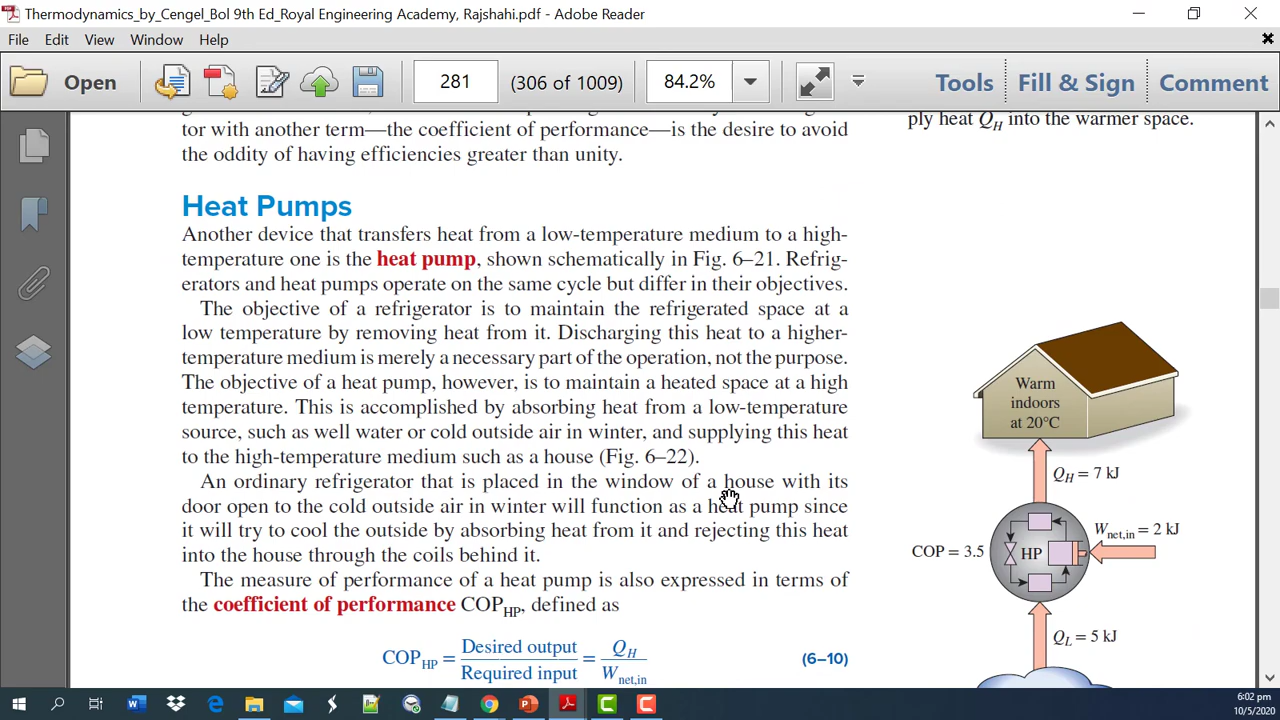 Thermodynamics_by_Cengel_Bol 9th Ed_Royal Engineering Academy, Rajshahi.pdf - Adobe Reader
File Edit View Window Help
Open 281 (306 of 1009) 84.2% Tools Fill & Sign Comment
tor with another term—the coefficient of performance—is the desire to avoid
the oddity of having efficiencies greater than unity.
ply heat QH into the warmer space.
Heat Pumps
Another device that transfers heat from a low-temperature medium to a high-
temperature one is the heat pump, shown schematically in Fig. 6–21. Refrig-
erators and heat pumps operate on the same cycle but differ in their objectives.
The objective of a refrigerator is to maintain the refrigerated space at a
low temperature by removing heat from it. Discharging this heat to a higher-
temperature medium is merely a necessary part of the operation, not the purpose.
The objective of a heat pump, however, is to maintain a heated space at a high
temperature. This is accomplished by absorbing heat from a low-temperature
source, such as well water or cold outside air in winter, and supplying this heat
to the high-temperature medium such as a house (Fig. 6–22).
An ordinary refrigerator that is placed in the window of a house with its
door open to the cold outside air in winter will function as a heat pump since
it will try to cool the outside by absorbing heat from it and rejecting this heat
into the house through the coils behind it.
The measure of performance of a heat pump is also expressed in terms of
the coefficient of performance COPHP, defined as
COPHP = Desired output / Required input = QH / Wnet,in (6–10)
Warm
indoors
at 20°C
QH = 7 kJ
Wnet,in = 2 kJ
COP = 3.5
HP
QL = 5 kJ
6:02 pm
10/5/2020